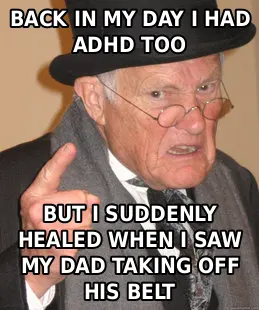 BACK IN MY DAY I HAD
ADHD TOO
BUT I SUDDENLY
HEALED WHEN I SAW
MY DAD TAKING OFF
HIS BELT